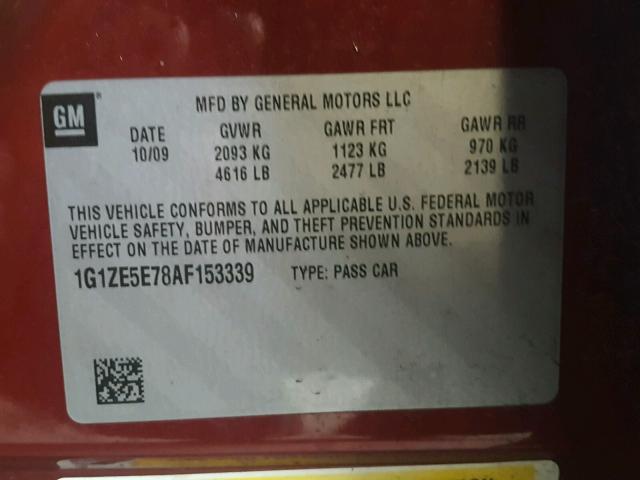 GM
MFD BY GENERAL MOTORS LLC
DATE GVWR GAWR FRT GAWR RR
10/09 2093 KG 1123 KG 970 KG
4616 LB 2477 LB 2139 LB
THIS VEHICLE CONFORMS TO ALL APPLICABLE U.S. FEDERAL MOTOR
VEHICLE SAFETY, BUMPER, AND THEFT PREVENTION STANDARDS IN
EFFECT ON THE DATE OF MANUFACTURE SHOWN ABOVE.
1G1ZE5E78AF153339 TYPE: PASS CAR